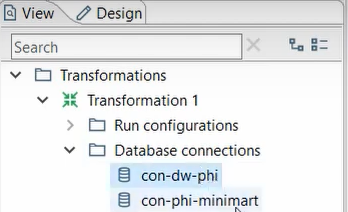 View Design
Search
Transformations
Transformation 1
Run configurations
Database connections
con-dw-phi
con-phi-minimart